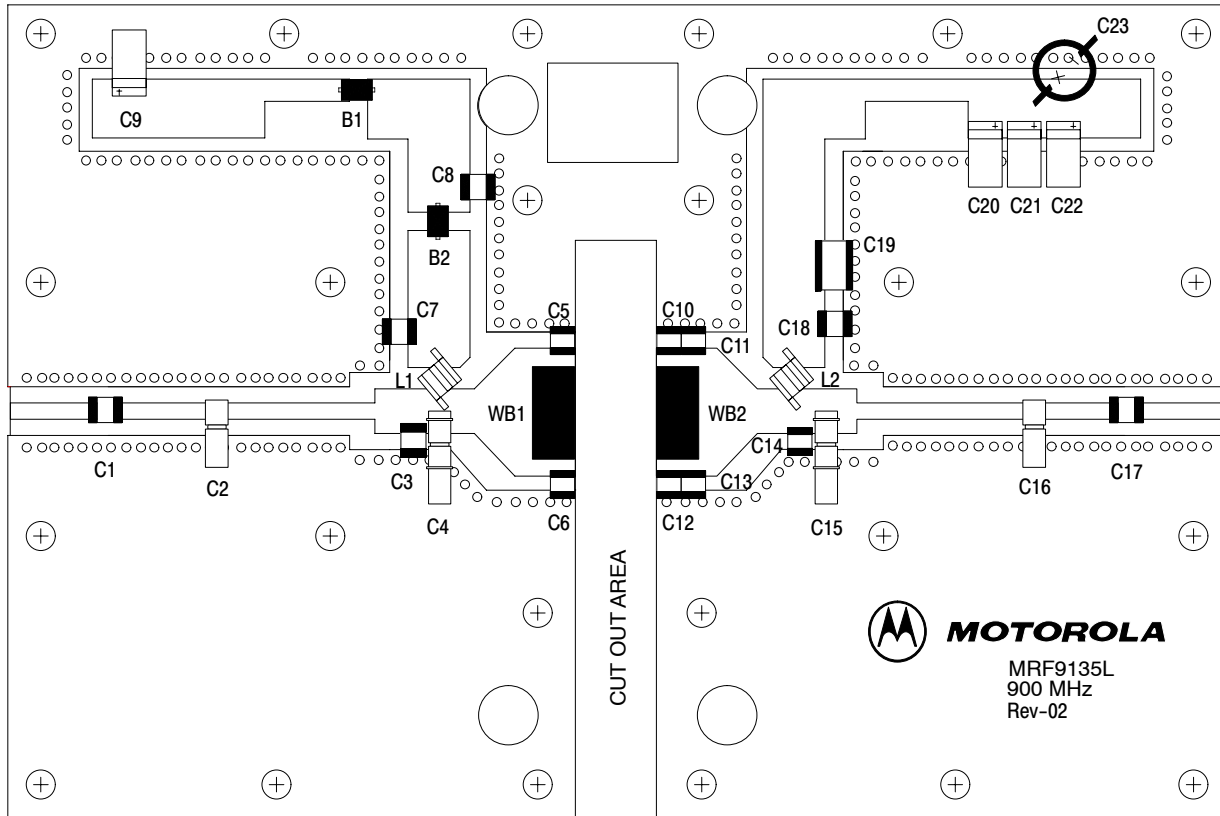 C23
C9
B1
C8
C20
C21
C22
B2
C19
C7
C5
C10
C18
C11
L1
L2
WB1
WB2
C1
C2
C3
C14
C13
C16
C17
C4
C6
C12
C15
CUT OUT AREA
MOTOROLA
MRF9135L
900 MHz
Rev-02